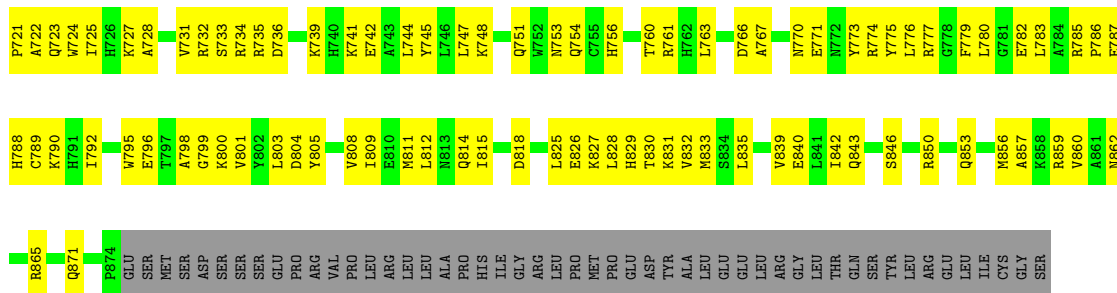 P721 A722 Q723 W724 I725 H726 K727 A728 V731 R732 S733 R734 R735 D736 K739 H740 K741 E742 A743 L744 Y745 L746 L747 K748 Q751 W752 N753 Q754 C755 H756 T760 R761 H762 L763 D766 A767 N770 E771 N772 Y773 R774 Y775 L776 R777 G778 F779 L780 G781 E782 L783 A784 R785 P786 E787
H788 C789 K790 H791 I792 W795 E796 T797 A798 G799 K800 V801 Y802 L803 D804 Y805 V808 I809 E810 M811 L812 N813 Q814 I815 D818 L825 E826 K827 L828 H829 T830 K831 V832 M833 S834 L835 V839 E840 L841 I842 Q843 S846 R850 Q853 M856 A857 K858 R859 V860 A861 N862
R865 Q871 P874 GLU SER MET SER ASP SER SER SER GLU PRO ARG VAL PRO LEU ARG LEU LEU ALA PRO HIS ILE GLY ARG LEU PRO MET PRO GLU ASP TYR ALA LEU GLU GLU LEU ARG GLY LEU THR GLN SER TYR LEU ARG GLU LEU ILE CYS GLY SER